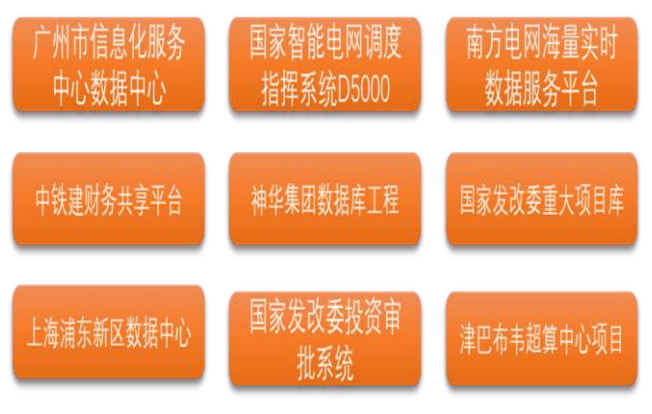 广州市信息化服务
中心数据中心
国家智能电网调度
指挥系统D5000
南方电网海量实时
数据服务平台
中铁建财务共享平台
神华集团数据库工程
国家发改委重大项目库
上海浦东新区数据中心
国家发改委投资审
批系统
津巴布韦超算中心项目